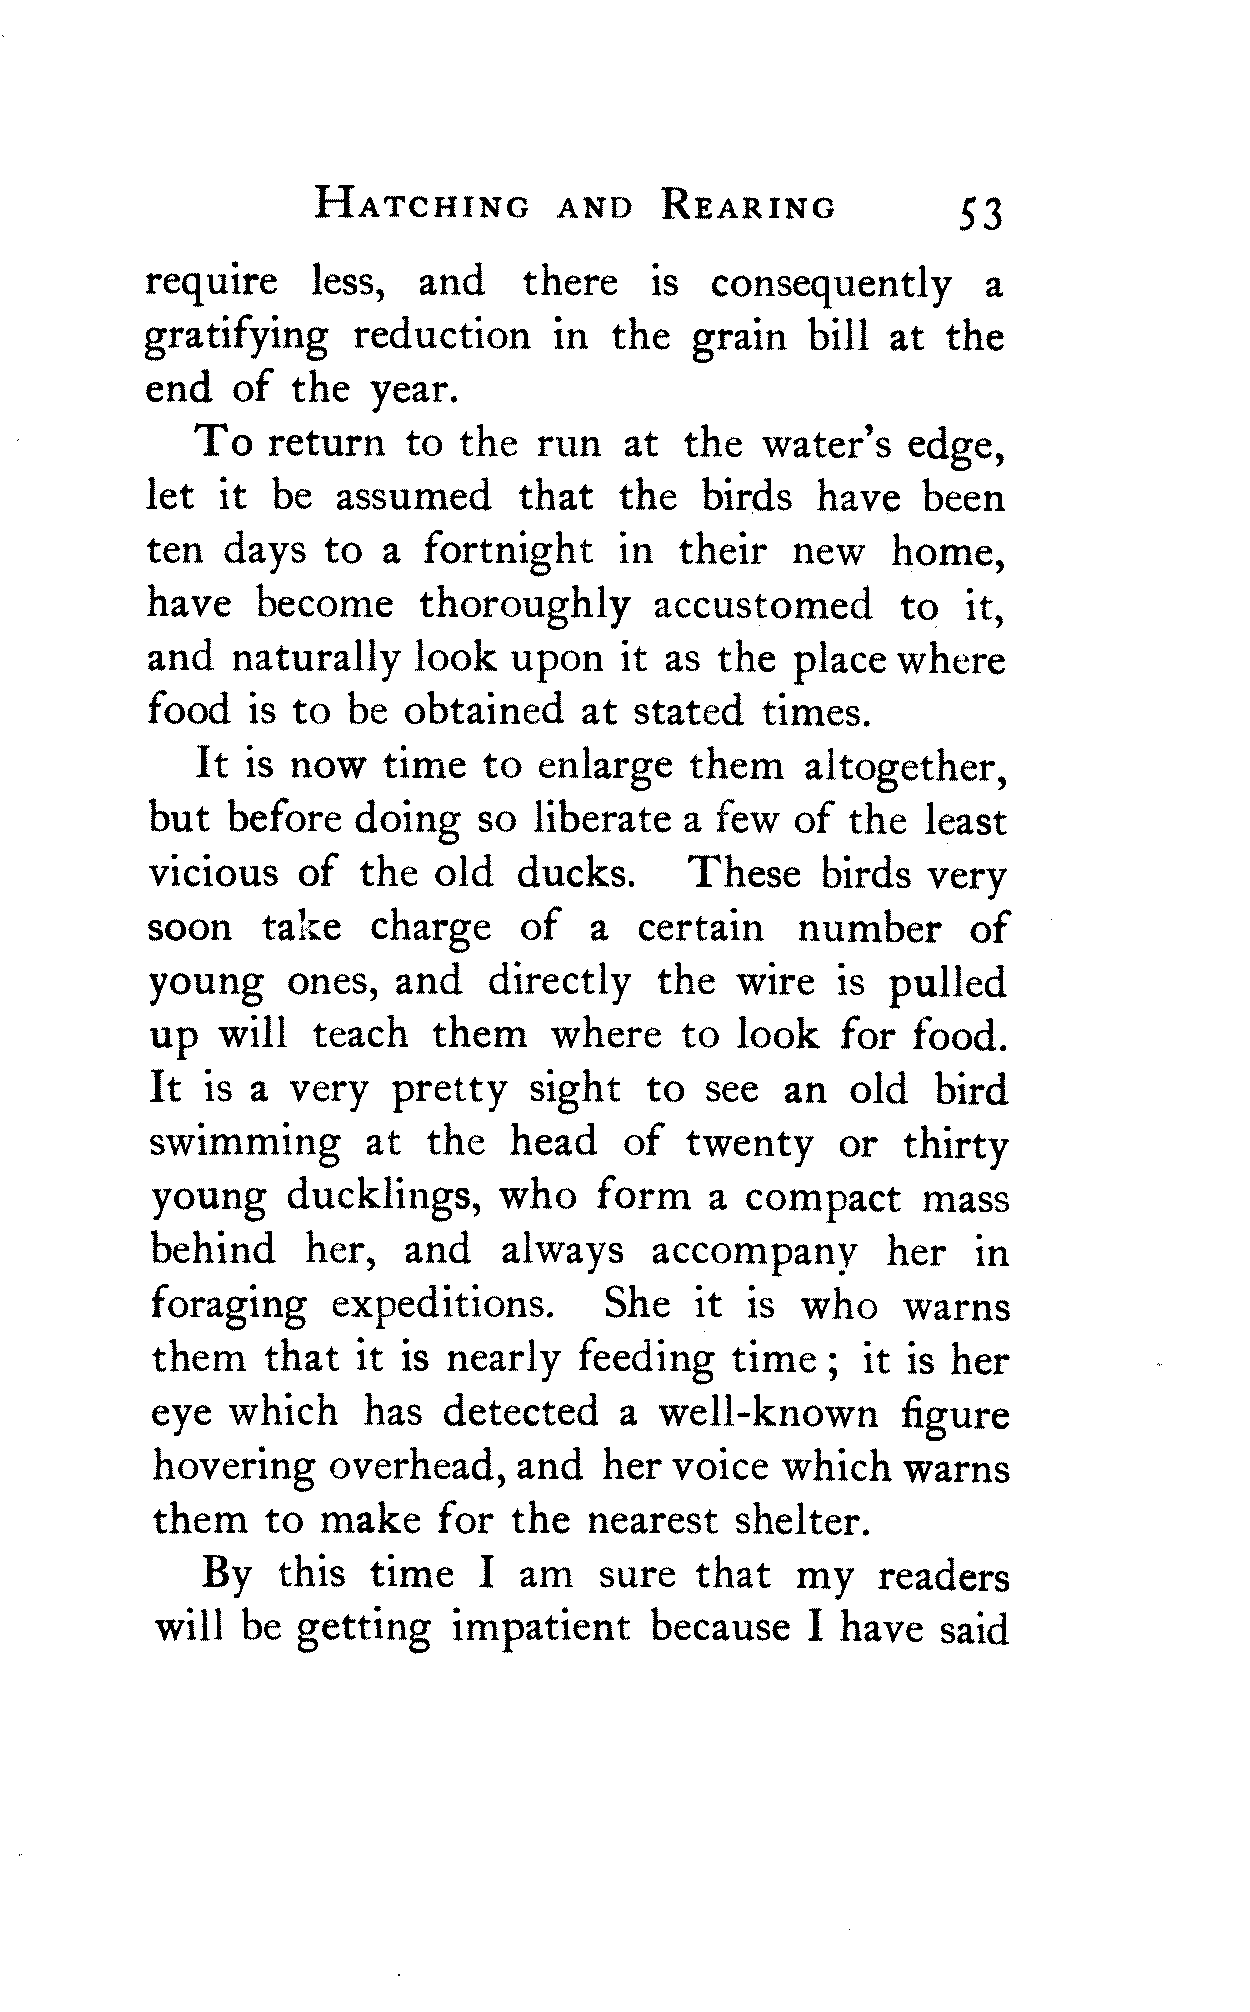 HATCHING AND REARING 53
require less, and there is consequently a
gratifying reduction in the grain bill at the
end of the year.
To return to the run at the water's edge,
let it be assumed that the birds have been
ten days to a fortnight in their new home,
have become thoroughly accustomed to it,
and naturally look upon it as the place where
food is to be obtained at stated times.
It is now time to enlarge them altogether,
but before doing so liberate a few of the least
vicious of the old ducks. These birds very
soon take charge of a certain number of
young ones, and directly the wire is pulled
up will teach them where to look for food.
It is a very pretty sight to see an old bird
swimming at the head of twenty or thirty
young ducklings, who form a compact mass
behind her, and always accompany her in
foraging expeditions. She it is who warns
them that it is nearly feeding time ; it is her
eye which has detected a well-known figure
hovering overhead, and her voice which warns
them to make for the nearest shelter.
By this time I am sure that my readers
will be getting impatient because I have said